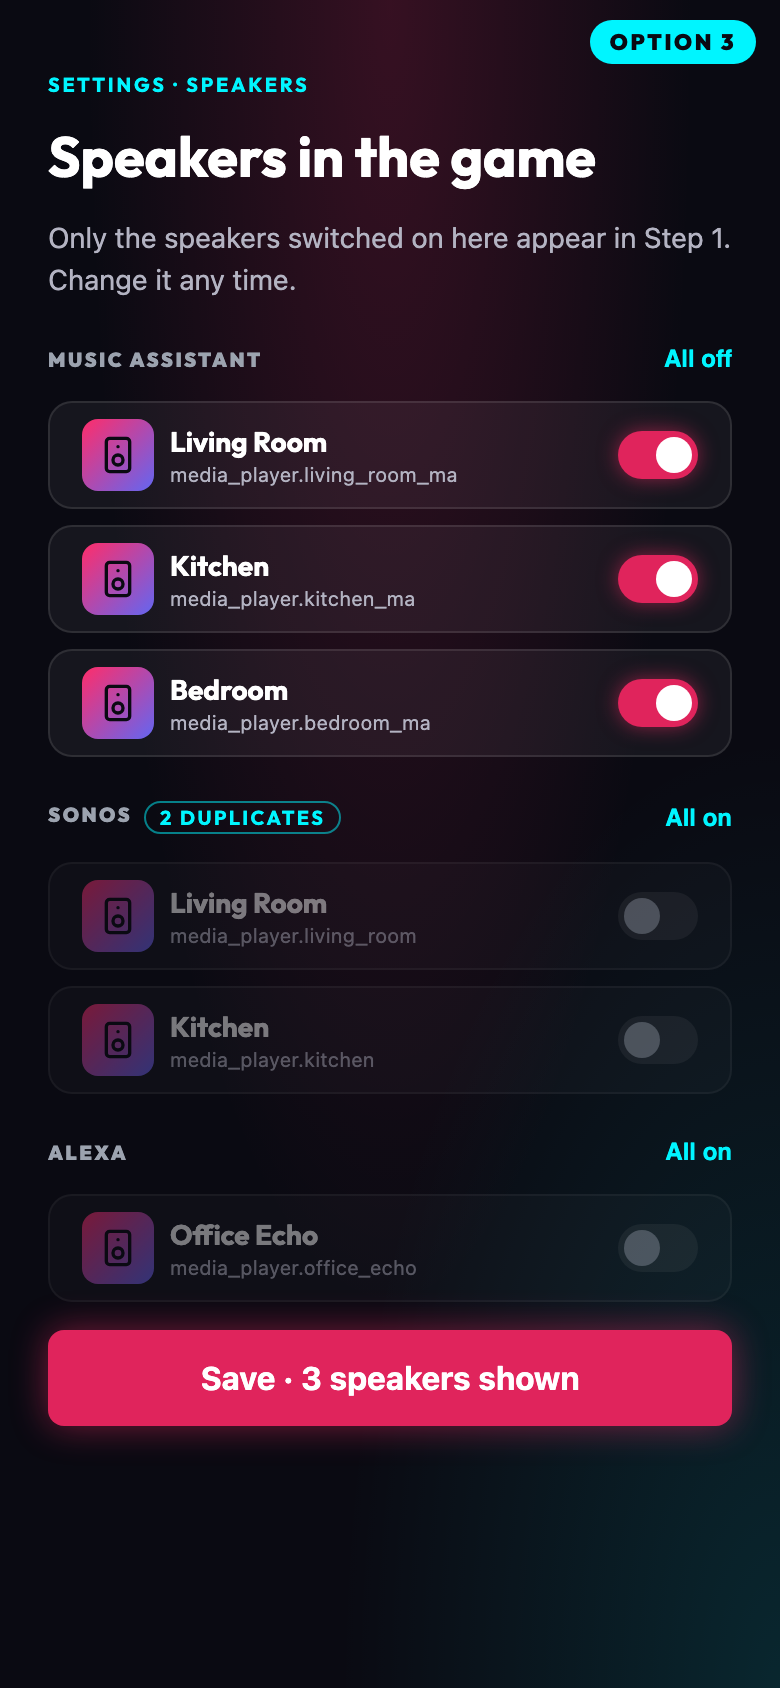 OPTION 3
SETTINGS · SPEAKERS
Speakers in the game
Only the speakers switched on here appear in Step 1.
Change it any time.
MUSIC ASSISTANT
All off
Living Room
media_player.living_room_ma
Kitchen
media_player.kitchen_ma
Bedroom
media_player.bedroom_ma
SONOS
2 DUPLICATES
All on
Living Room
media_player.living_room
Kitchen
media_player.kitchen
ALEXA
All on
Office Echo
media_player.office_echo
Save · 3 speakers shown